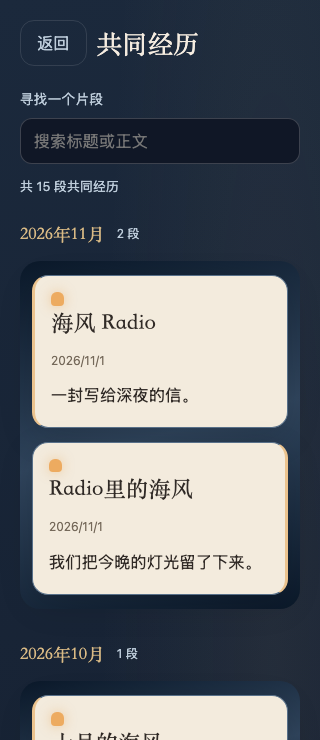 返回
共同经历
寻找一个片段
搜索标题或正文
共 15 段共同经历
2026年11月
2 段
海风 Radio
2026/11/1
一封写给深夜的信。
Radio里的海风
2026/11/1
我们把今晚的灯光留了下来。
2026年10月
1 段